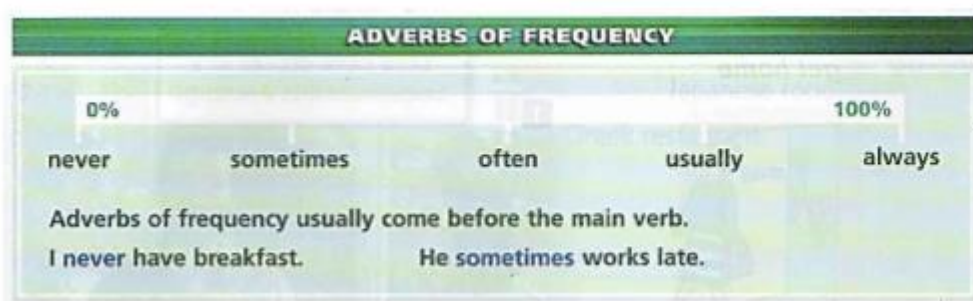 ADVERBS OF FREQUENCY
0% 100%
never sometimes often usually always
Adverbs of frequency usually come before the main verb.
I never have breakfast. He sometimes works late.